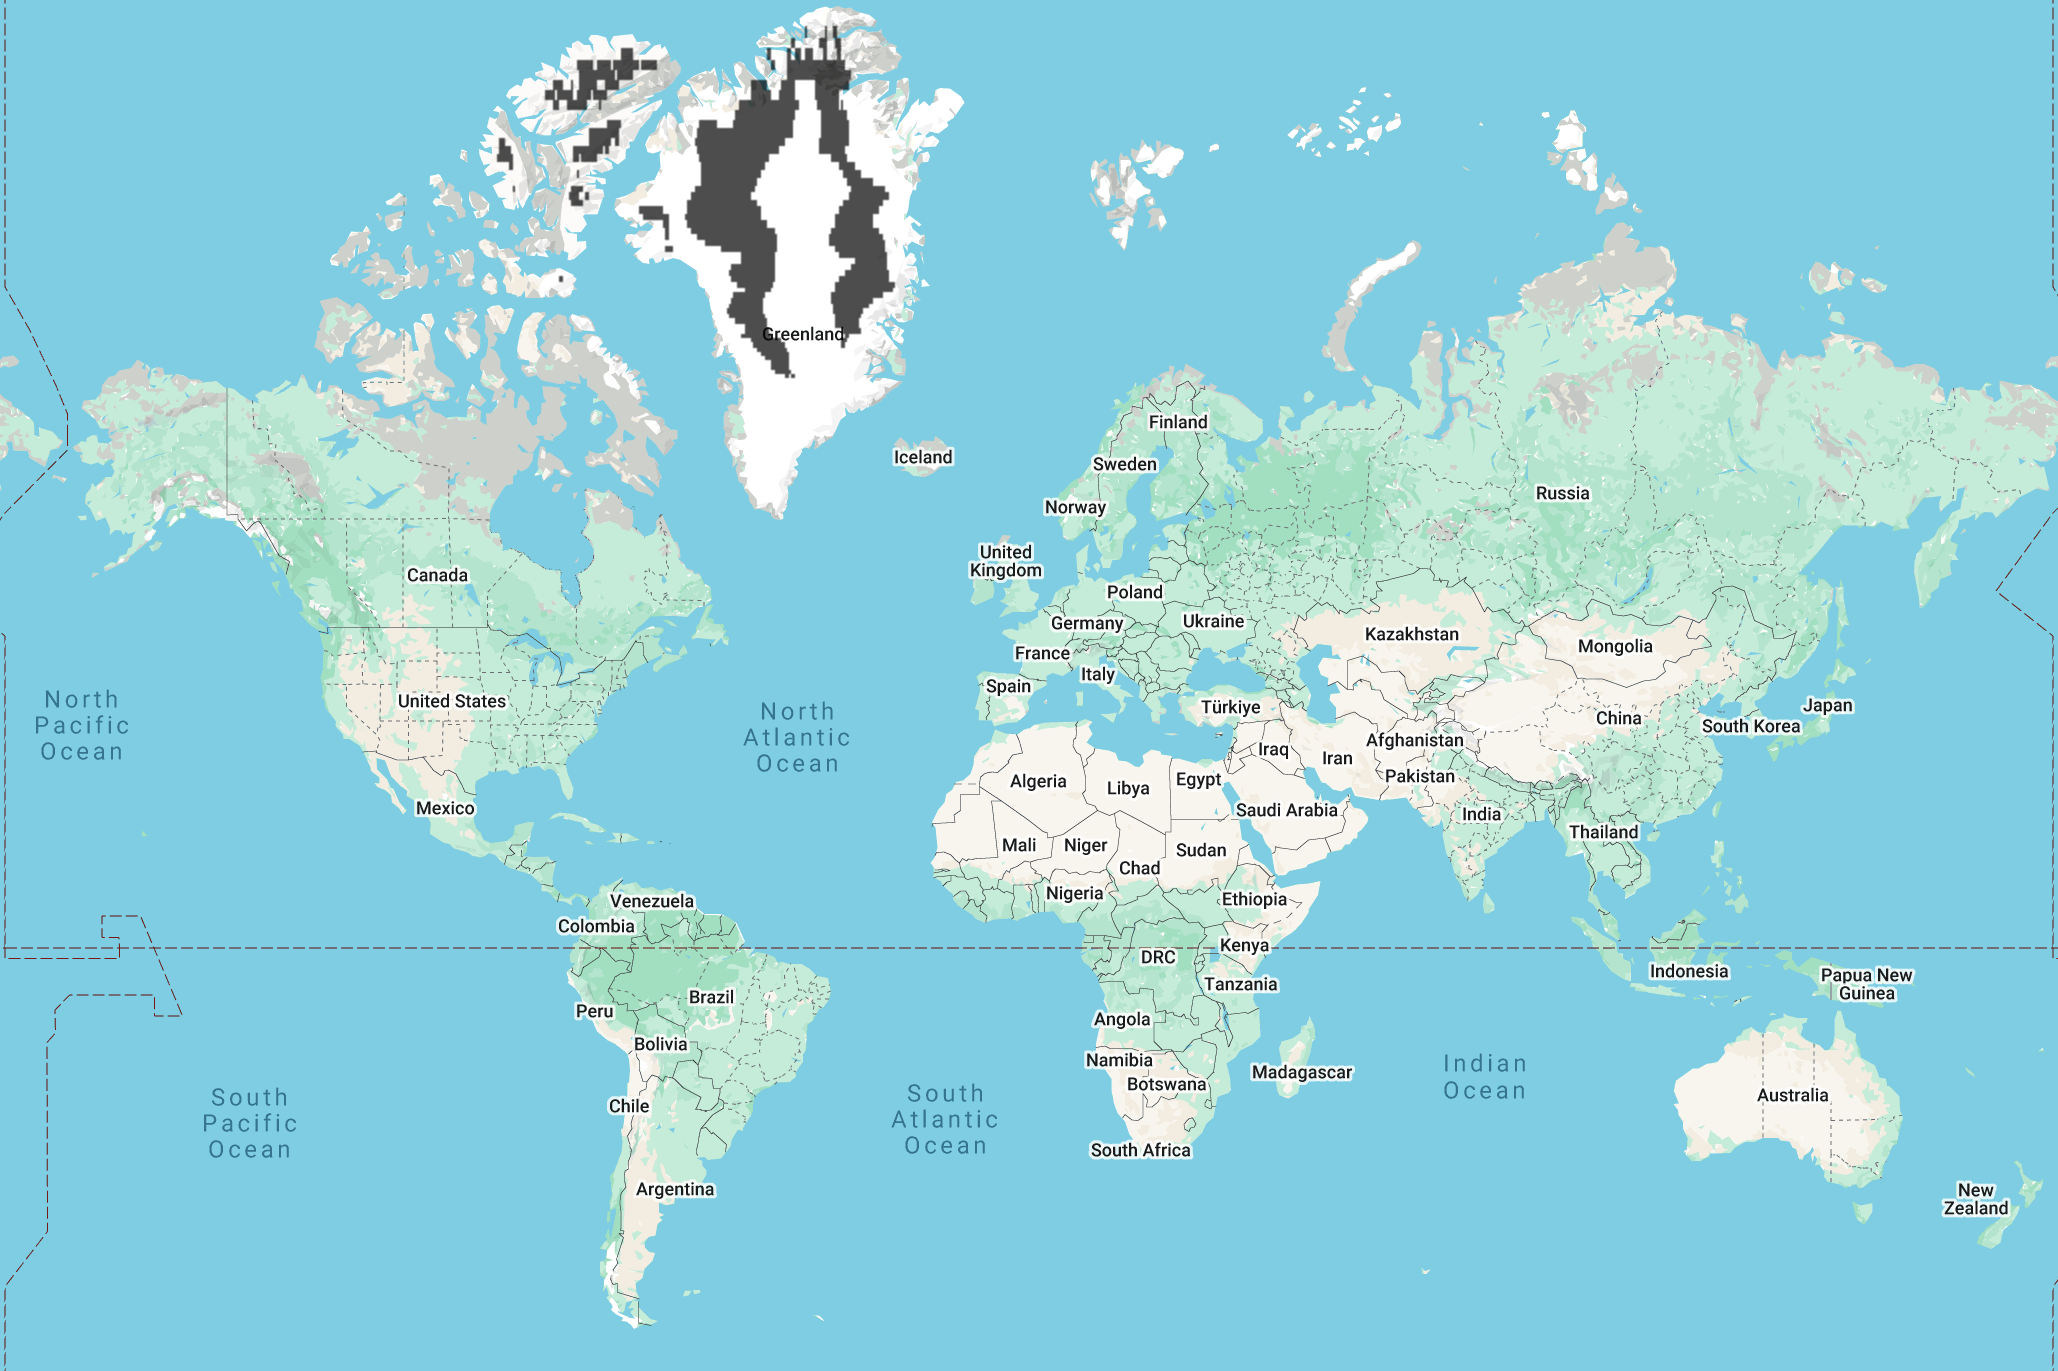 Greenland
Finland
Iceland
Sweden
Russia
Norway
United
Kingdom
Canada
Poland
Germany
Ukraine
Kazakhstan
Mongolia
France
Italy
Spain
North
Pacific
Ocean
United States
North
Atlantic
Ocean
Türkiye
China
Japan
South Korea
Iraq
Iran
Afghanistan
Pakistan
Algeria
Libya
Egypt
Saudi Arabia
India
Mexico
Thailand
Mali
Niger
Sudan
Chad
Nigeria
Ethiopia
Venezuela
Colombia
Kenya
DRC
Tanzania
Indonesia
Papua New
Guinea
Brazil
Peru
Angola
Bolivia
Namibia
Botswana
Madagascar
Indian
Ocean
Australia
South
Pacific
Ocean
Chile
South
Atlantic
Ocean
South Africa
Argentina
New
Zealand